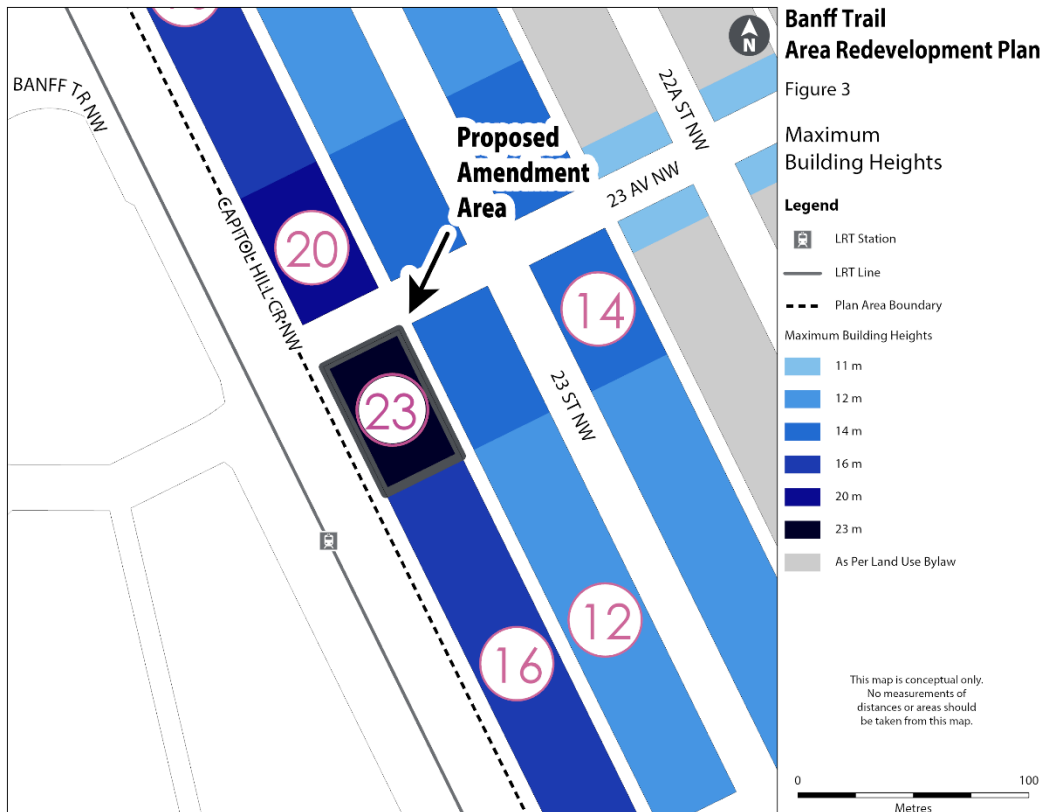 BANFF TR NW
CAPITOL HILL CR NW
Proposed
Amendment
Area
22A ST NW
23 AV NW
23 ST NW
20
14
23
12
16
N
Banff Trail
Area Redevelopment Plan
Figure 3
Maximum
Building Heights
Legend
LRT Station
LRT Line
Plan Area Boundary
Maximum Building Heights
11 m
12 m
14 m
16 m
20 m
23 m
As Per Land Use Bylaw
This map is conceptual only.
No measurements of
distances or areas should
be taken from this map.
0 100
Metres